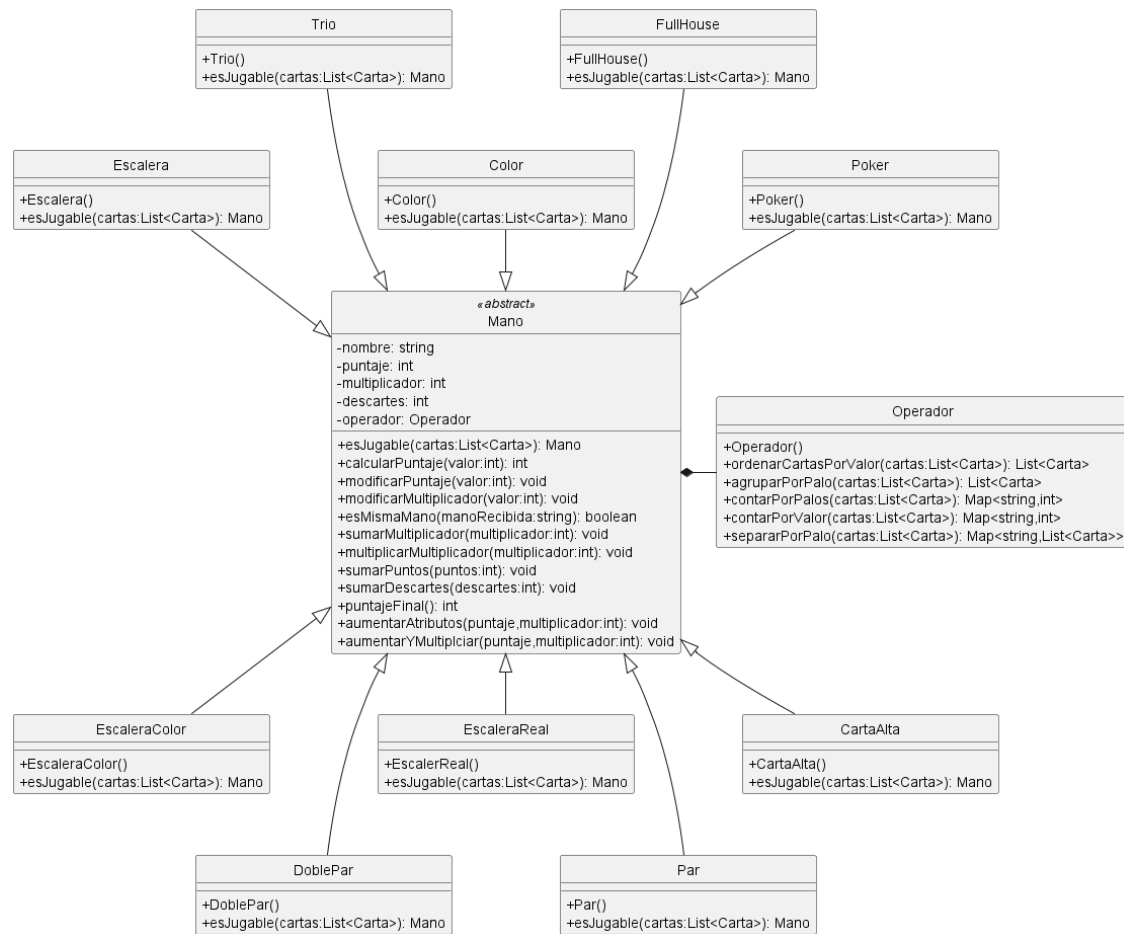 Trio
+Trio()
+esJugable(cartas:List<Carta>): Mano
FullHouse
+FullHouse()
+esJugable(cartas:List<Carta>): Mano
Escalera
+Escalera()
+esJugable(cartas:List<Carta>): Mano
Color
+Color()
+esJugable(cartas:List<Carta>): Mano
Poker
+Poker()
+esJugable(cartas:List<Carta>): Mano
«abstract»
Mano
-nombre: string
-puntaje: int
-multiplicador: int
-descartes: int
-operador: Operador
+esJugable(cartas:List<Carta>): Mano
+calcularPuntaje(valor:int): int
+modificarPuntaje(valor:int): void
+modificarMultiplicador(valor:int): void
+esMismaMano(manoRecibida:string): boolean
+sumarMultiplicador(multiplicador:int): void
+multiplicarMultiplicador(multiplicador:int): void
+sumarPuntos(puntos:int): void
+sumarDescartes(descartes:int): void
+puntajeFinal(): int
+aumentarAtributos(puntaje,multiplicador:int): void
+aumentarYMultiplciar(puntaje,multiplicador:int): void
Operador
+Operador()
+ordenarCartasPorValor(cartas:List<Carta>): List<Carta>
+agruparPorPalo(cartas:List<Carta>): List<Carta>
+contarPorPalos(cartas:List<Carta>): Map<string,int>
+contarPorValor(cartas:List<Carta>): Map<string,int>
+separarPorPalo(cartas:List<Carta>): Map<string,List<Carta>>
EscaleraColor
+EscaleraColor()
+esJugable(cartas:List<Carta>): Mano
EscaleraReal
+EscalerReal()
+esJugable(cartas:List<Carta>): Mano
CartaAlta
+CartaAlta()
+esJugable(cartas:List<Carta>): Mano
DoblePar
+DoblePar()
+esJugable(cartas:List<Carta>): Mano
Par
+Par()
+esJugable(cartas:List<Carta>): Mano